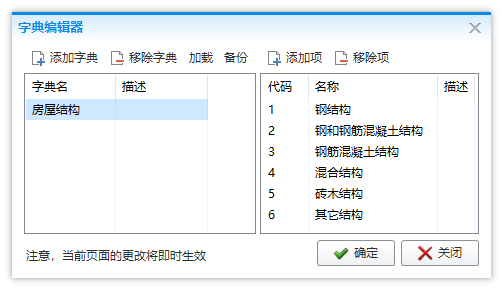 字典编辑器
添加字典 移除字典 加载 备份 添加项 移除项
字典名 描述
房屋结构
代码 名称 描述
1 钢结构
2 钢和钢筋混凝土结构
3 钢筋混凝土结构
4 混合结构
5 砖木结构
6 其它结构
注意，当前页面的更改将即时生效
确定 关闭